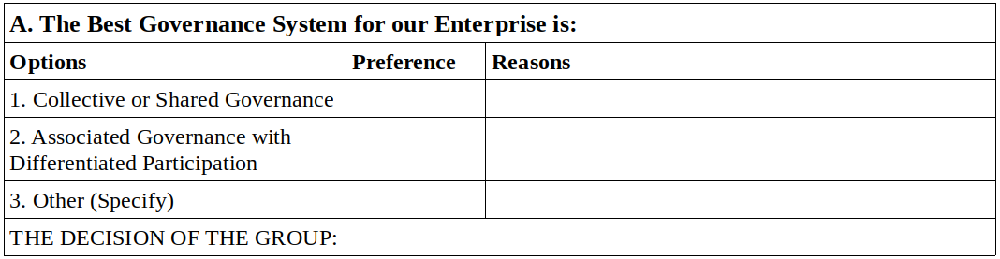 A. The Best Governance System for our Enterprise is:
Options Preference Reasons
1. Collective or Shared Governance
2. Associated Governance with
Differentiated Participation
3. Other (Specify)
THE DECISION OF THE GROUP: